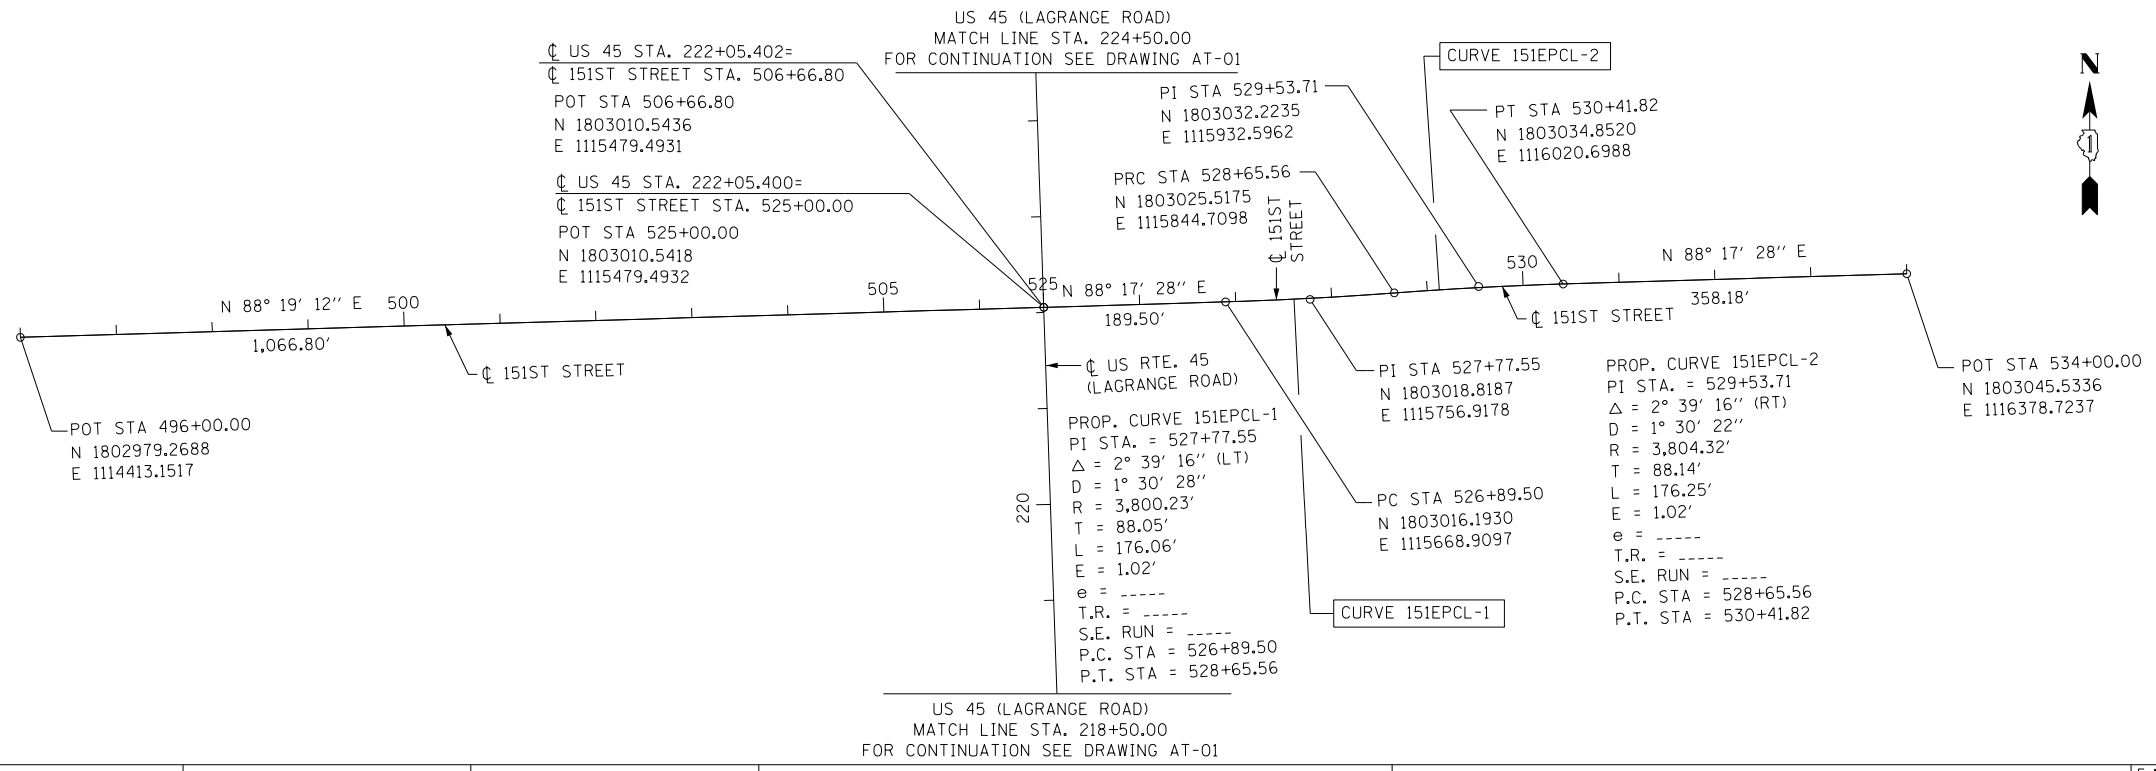 US 45 (LAGRANGE ROAD)
MATCH LINE STA. 224+50.00
FOR CONTINUATION SEE DRAWING AT-01
℄ US 45 STA. 222+05.402=
℄ 151ST STREET STA. 506+66.80
POT STA 506+66.80
N 1803010.5436
E 1115479.4931
℄ US 45 STA. 222+05.400=
℄ 151ST STREET STA. 525+00.00
POT STA 525+00.00
N 1803010.5418
E 1115479.4932
PI STA 529+53.71
N 1803032.2235
E 1115932.5962
CURVE 151EPCL-2
PT STA 530+41.82
N 1803034.8520
E 1116020.6988
PRC STA 528+65.56
N 1803025.5175
E 1115844.7098
℄ 151ST
STREET
N
1
N 88° 19' 12'' E
500
505
525
N 88° 17' 28'' E
530
N 88° 17' 28'' E
1,066.80'
189.50'
358.18'
℄ 151ST STREET
℄ 151ST STREET
℄ US RTE. 45
(LAGRANGE ROAD)
POT STA 496+00.00
N 1802979.2688
E 1114413.1517
220
PROP. CURVE 151EPCL-1
PI STA. = 527+77.55
△ = 2° 39' 16'' (LT)
D = 1° 30' 28''
R = 3,800.23'
T = 88.05'
L = 176.06'
E = 1.02'
e = _____
T.R. = _____
S.E. RUN = _____
P.C. STA = 526+89.50
P.T. STA = 528+65.56
PI STA 527+77.55
N 1803018.8187
E 1115756.9178
PC STA 526+89.50
N 1803016.1930
E 1115668.9097
CURVE 151EPCL-1
PROP. CURVE 151EPCL-2
PI STA. = 529+53.71
△ = 2° 39' 16'' (RT)
D = 1° 30' 22''
R = 3,804.32'
T = 88.14'
L = 176.25'
E = 1.02'
e = _____
T.R. = _____
S.E. RUN = _____
P.C. STA = 528+65.56
P.T. STA = 530+41.82
POT STA 534+00.00
N 1803045.5336
E 1116378.7237
US 45 (LAGRANGE ROAD)
MATCH LINE STA. 218+50.00
FOR CONTINUATION SEE DRAWING AT-01